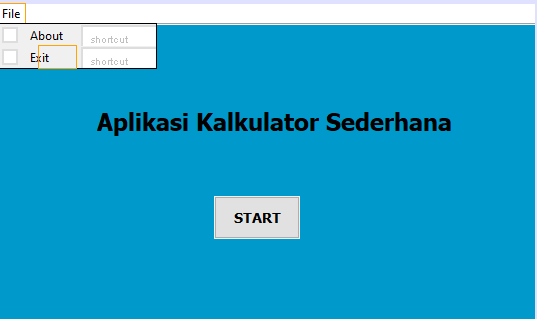 File
About shortcut
Exit shortcut
Aplikasi Kalkulator Sederhana
START